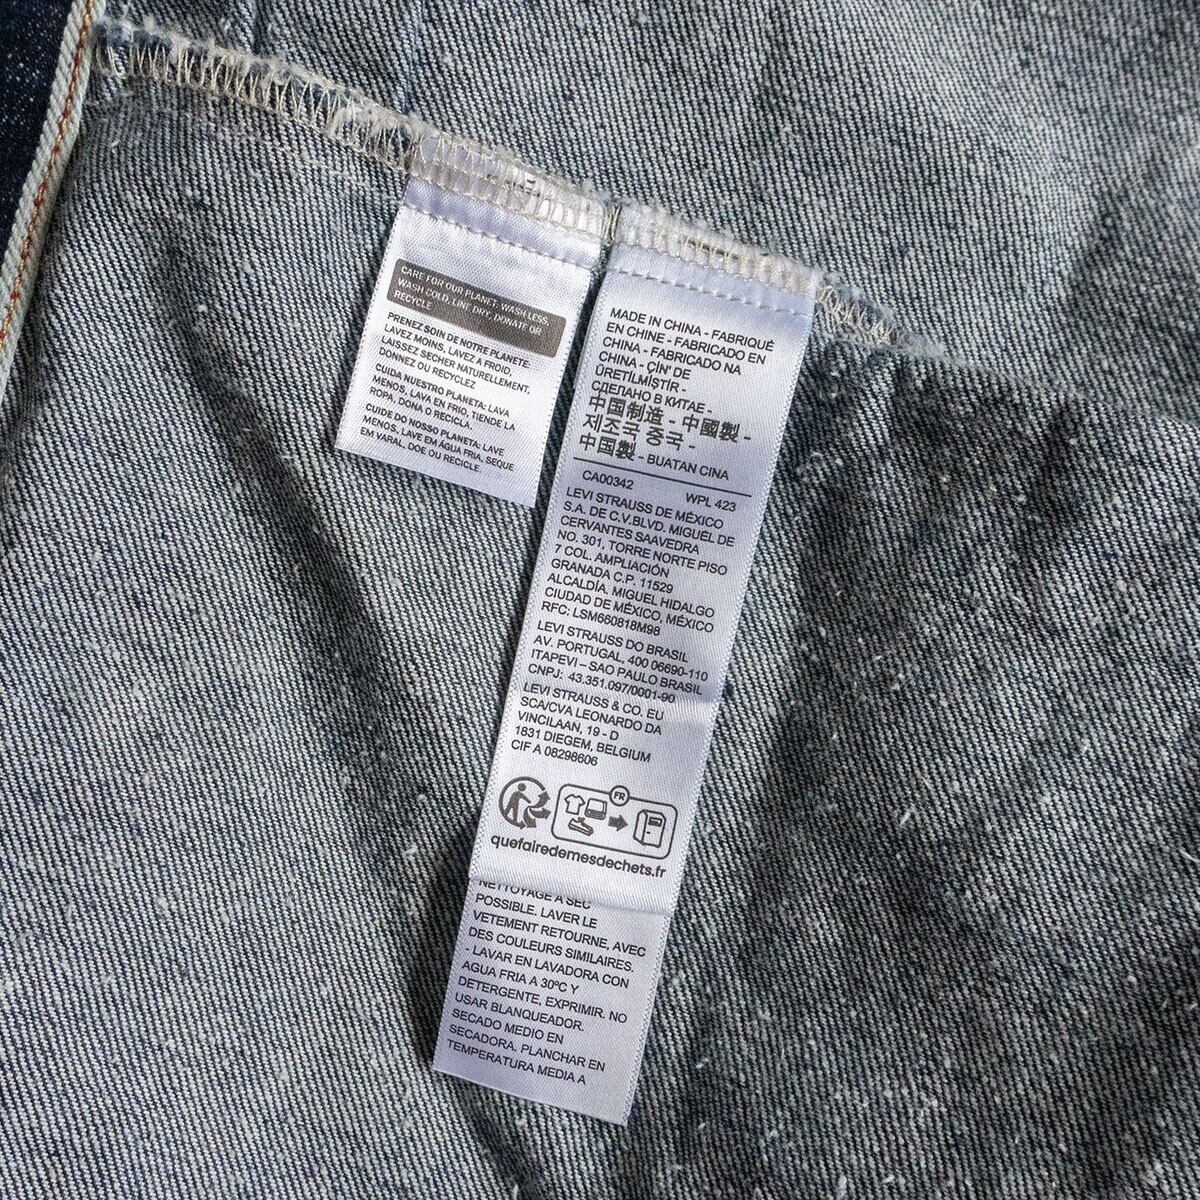 CARE FOR OUR PLANET: WASH LESS,
WASH COLD, LINE DRY, DONATE OR
RECYCLE.
PRENEZ SOIN DE NOTRE PLANETE:
LAVEZ MOINS, LAVEZ A FROID,
LAISSEZ SECHER NATURELLEMENT,
DONNEZ OU RECYCLEZ
CUIDA NUESTRO PLANETA: LAVA
MENOS, LAVA EN FRIO, TIENDE LA
ROPA, DONA O RECICLA.
CUIDE DO NOSSO PLANETA: LAVE
MENOS, LAVE EM ÁGUA FRIA, SEQUE
EM VARAL, DOE OU RECICLE.
MADE IN CHINA - FABRIQUÉ
EN CHINE - FABRICADO EN
CHINA - FABRICADO NA
CHINA - ÇİN' DE
ÜRETİLMİŞTİR -
СДЕЛАНО В КИТАЕ -
中国制造 - 中國製 -
제조국 중국 -
中国製 - BUATAN CINA
CA00342 WPL 423
LEVI STRAUSS DE MÉXICO
S.A. DE C.V.BLVD. MIGUEL DE
CERVANTES SAAVEDRA
NO. 301, TORRE NORTE PISO
7 COL. AMPLIACIÓN
GRANADA C.P. 11529
ALCALDÍA. MIGUEL HIDALGO
CIUDAD DE MÉXICO, MÉXICO
RFC: LSM660818M98
LEVI STRAUSS DO BRASIL
AV. PORTUGAL, 400 06690-110
ITAPEVI – SAO PAULO BRASIL
CNPJ: 43.351.097/0001-90
LEVI STRAUSS & CO. EU
SCA/CVA LEONARDO DA
VINCILAAN, 19 - D
1831 DIEGEM, BELGIUM
CIF A 08298606
FR
quefairedemesdechets.fr
NETTOYAGE A SEC
POSSIBLE. LAVER LE
VETEMENT RETOURNE, AVEC
DES COULEURS SIMILAIRES.
- LAVAR EN LAVADORA CON
AGUA FRIA A 30ºC Y
DETERGENTE, EXPRIMIR. NO
USAR BLANQUEADOR.
SECADO MEDIO EN
SECADORA. PLANCHAR EN
TEMPERATURA MEDIA A